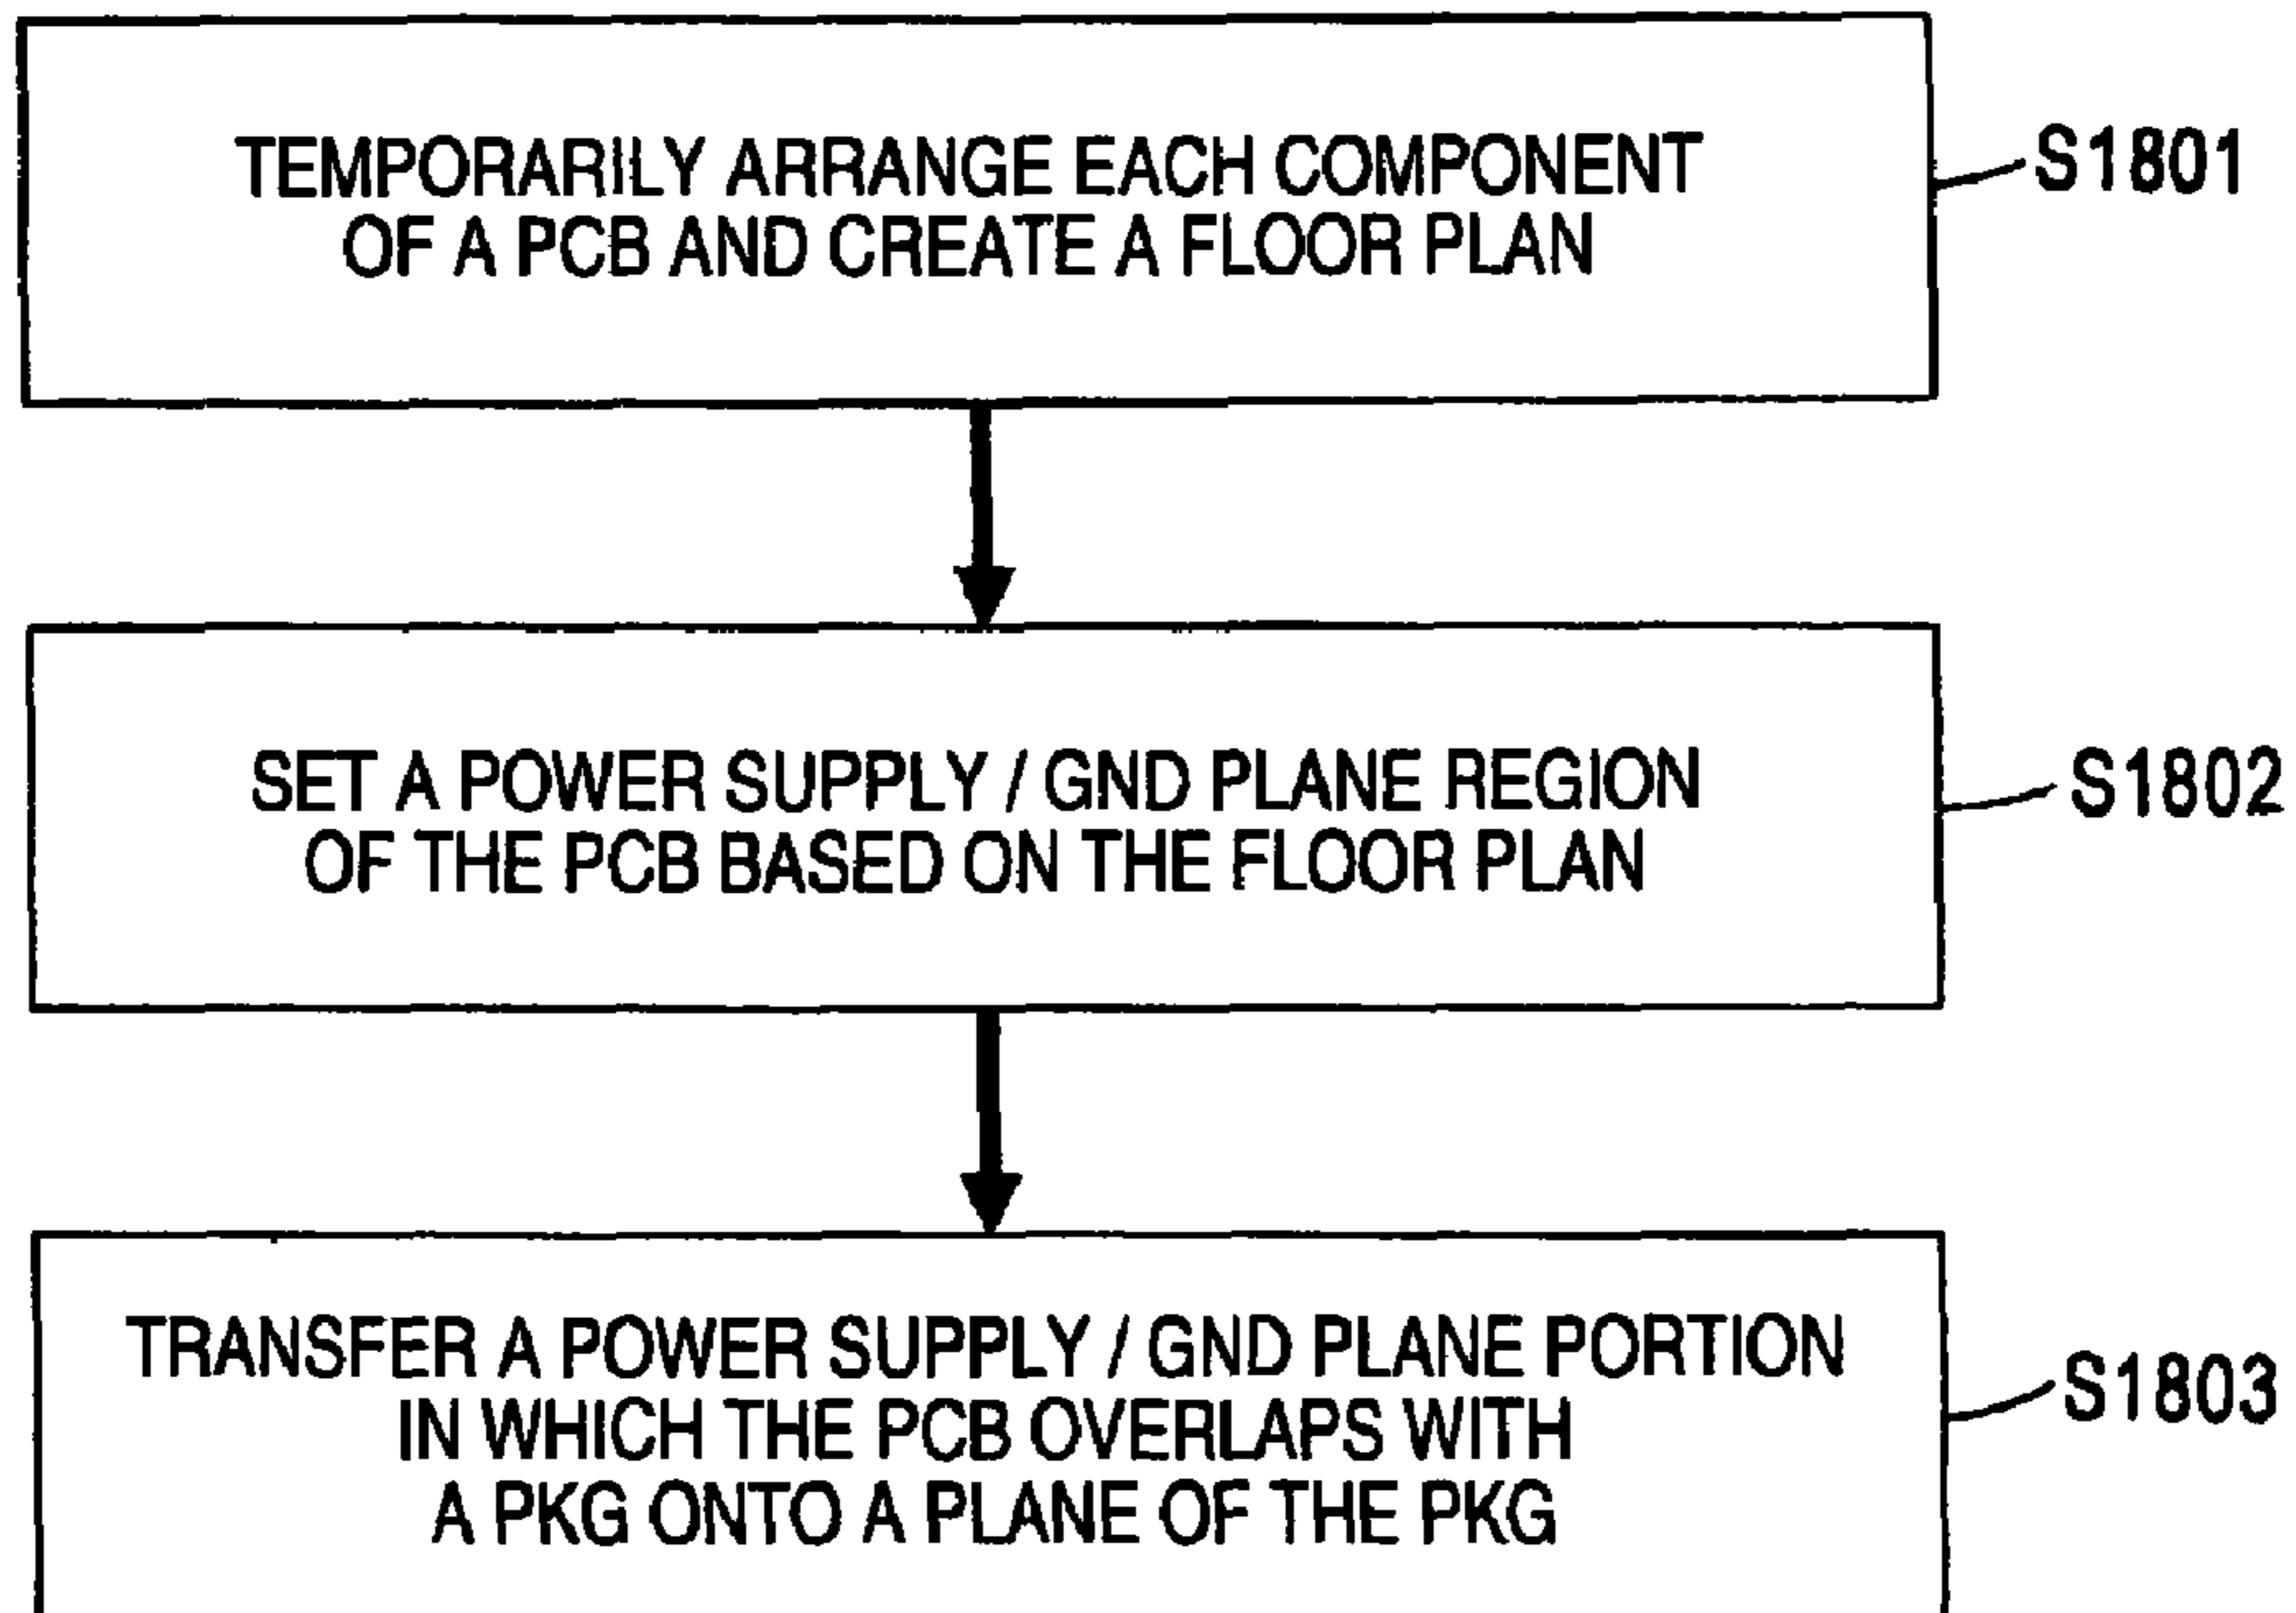 TEMPORARILY ARRANGE EACH COMPONENT
OF A PCB AND CREATE A FLOOR PLAN
S1801
SET A POWER SUPPLY / GND PLANE REGION
OF THE PCB BASED ON THE FLOOR PLAN
S1802
TRANSFER A POWER SUPPLY / GND PLANE PORTION
IN WHICH THE PCB OVERLAPS WITH
A PKG ONTO A PLANE OF THE PKG
S1803